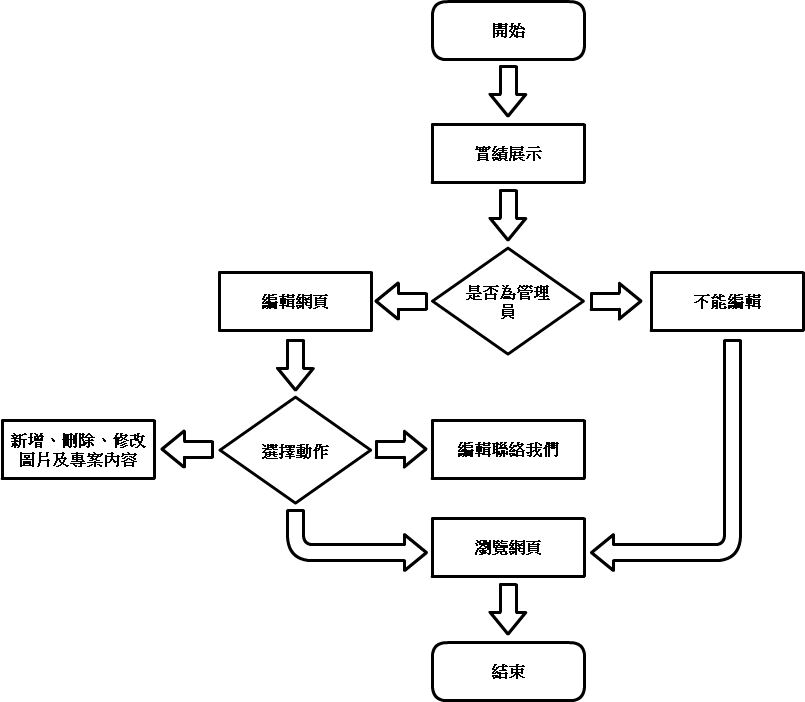 開始
實績展示
是否為管理
員
編輯網頁
不能編輯
選擇動作
新增、刪除、修改
圖片及專案內容
編輯聯絡我們
瀏覽網頁
結束